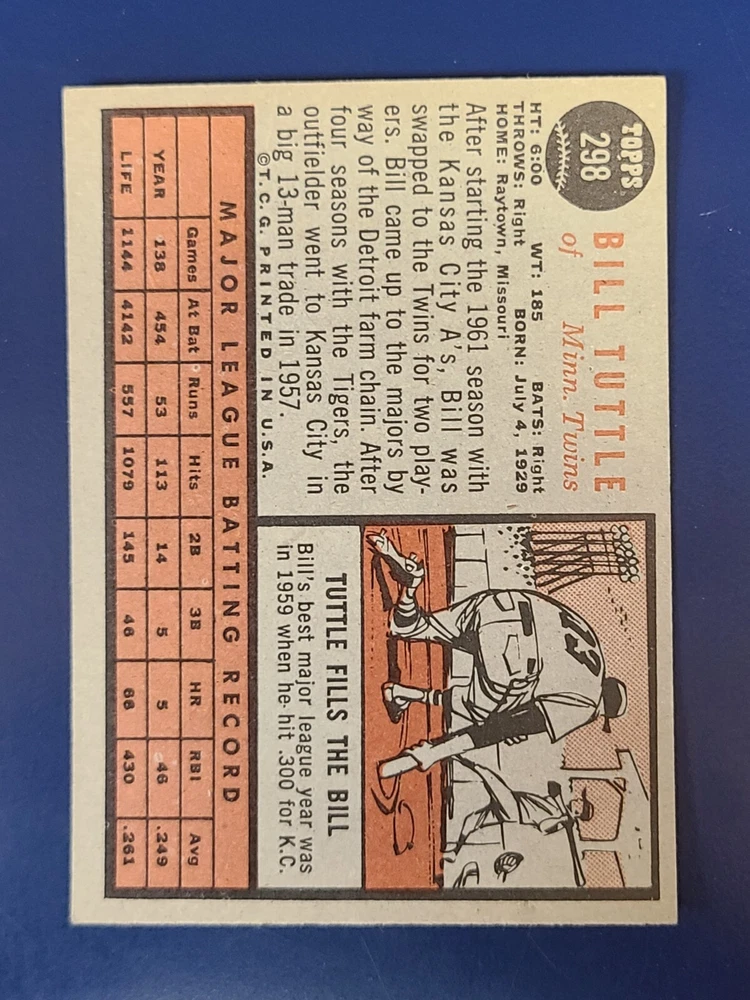 TOPPS
298
BILL TUTTLE
of Minn. Twins
HT: 6:00 WT: 185 BATS: Right
THROWS: Right BORN: July 4, 1929
HOME: Raytown, Missouri
After starting the 1961 season with
the Kansas City A's, Bill was
swapped to the Twins for two play-
ers. Bill came up to the majors by
way of the Detroit farm chain. After
four seasons with the Tigers, the
outfielder went to Kansas City in
a big 13-man trade in 1957.
©T.C.G. PRINTED IN U.S.A.
23
TUTTLE FILLS THE BILL
Bill's best major league year was
in 1959 when he hit .300 for K.C.
MAJOR LEAGUE BATTING RECORD
Games At Bat Runs Hits 2B 3B HR RBI Avg
YEAR 138 454 53 113 14 5 5 46 .249
LIFE 1144 4142 557 1079 145 46 66 430 .261